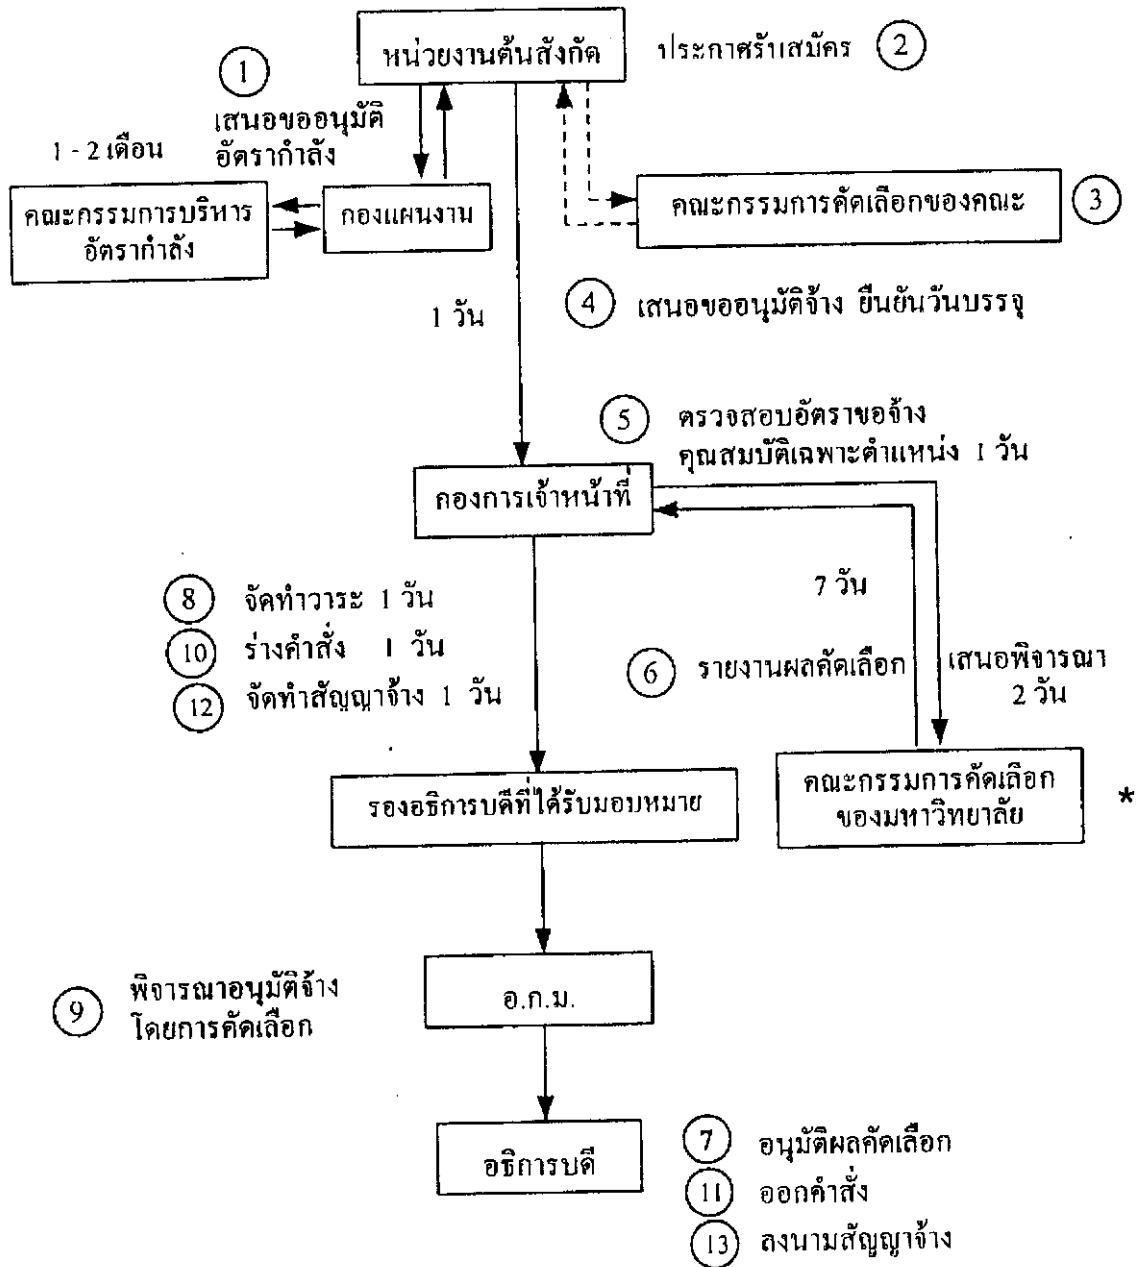 หน่วยงานต้นสังกัด
ประกาศรับสมัคร 2
1
เสนอขออนุมัติ
อัตรากำลัง
1 - 2 เดือน
คณะกรรมการบริหาร
อัตรากำลัง
กองแผนงาน
คณะกรรมการคัดเลือกของคณะ 3
1 วัน
4 เสนอขออนุมัติจ้าง ยืนยันวันบรรจุ
5 ตรวจสอบอัตราขอจ้าง
คุณสมบัติเฉพาะตำแหน่ง 1 วัน
กองการเจ้าหน้าที่
7 วัน
8 จัดทำวาระ 1 วัน
10 ร่างคำสั่ง 1 วัน
12 จัดทำสัญญาจ้าง 1 วัน
6 รายงานผลคัดเลือก
เสนอพิจารณา
2 วัน
รองอธิการบดีที่ได้รับมอบหมาย
คณะกรรมการคัดเลือก
ของมหาวิทยาลัย
*
9 พิจารณาอนุมัติจ้าง
โดยการคัดเลือก
อ.ก.ม.
อธิการบดี
7 อนุมัติผลคัดเลือก
11 ออกคำสั่ง
13 ลงนามสัญญาจ้าง